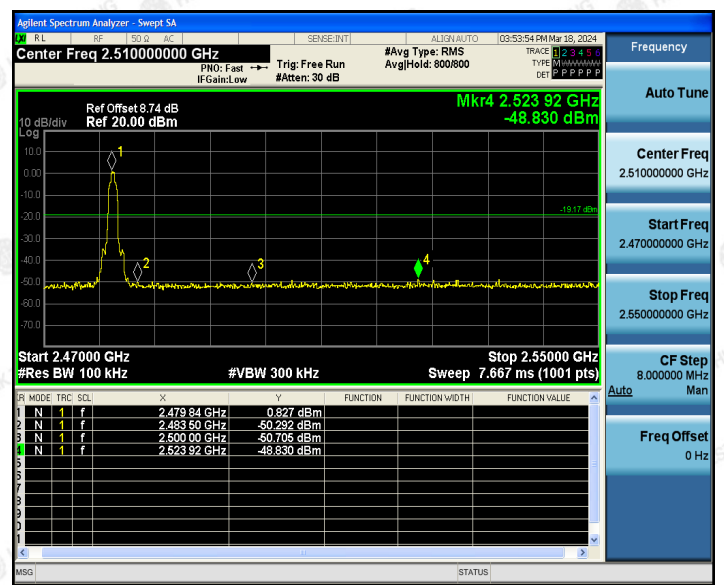 Agilent Spectrum Analyzer - Swept SA
LXI RL RF 50 Ω AC SENSE:INT ALIGN AUTO 03:53:54 PM Mar 18, 2024
Center Freq 2.510000000 GHz
#Avg Type: RMS
TRACE 1 2 3 4 5 6
PNO: Fast Trig: Free Run Avg|Hold: 800/800
TYPE M WWWWW
IFGain:Low #Atten: 30 dB
DET P P P P P P
Ref Offset 8.74 dB
Mkr4 2.523 92 GHz
10 dB/div Ref 20.00 dBm
-48.830 dBm
Log
10.0
0.00
-10.0
-20.0
-30.0
-40.0
-50.0
-60.0
-70.0
1
2
3
4
-19.17 dBm
Start 2.47000 GHz Stop 2.55000 GHz
#Res BW 100 kHz #VBW 300 kHz Sweep 7.667 ms (1001 pts)
MODE TRC SCL X Y FUNCTION FUNCTION WIDTH FUNCTION VALUE
1 N 1 f 2.479 84 GHz 0.827 dBm
2 N 1 f 2.483 50 GHz -50.292 dBm
3 N 1 f 2.500 00 GHz -50.705 dBm
4 N 1 f 2.523 92 GHz -48.830 dBm
5
6
7
8
9
MSG STATUS
Frequency
Auto Tune
Center Freq
2.510000000 GHz
Start Freq
2.470000000 GHz
Stop Freq
2.550000000 GHz
CF Step
8.000000 MHz
Auto Man
Freq Offset
0 Hz